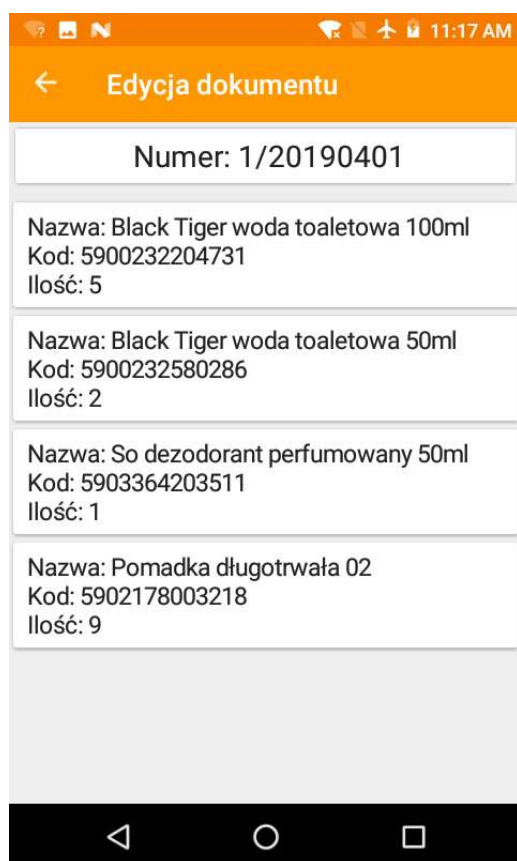 11:17 AM
Edycja dokumentu
Numer: 1/20190401
Nazwa: Black Tiger woda toaletowa 100ml
Kod: 5900232204731
Ilość: 5
Nazwa: Black Tiger woda toaletowa 50ml
Kod: 5900232580286
Ilość: 2
Nazwa: So dezodorant perfumowany 50ml
Kod: 5903364203511
Ilość: 1
Nazwa: Pomadka długotrwała 02
Kod: 5902178003218
Ilość: 9